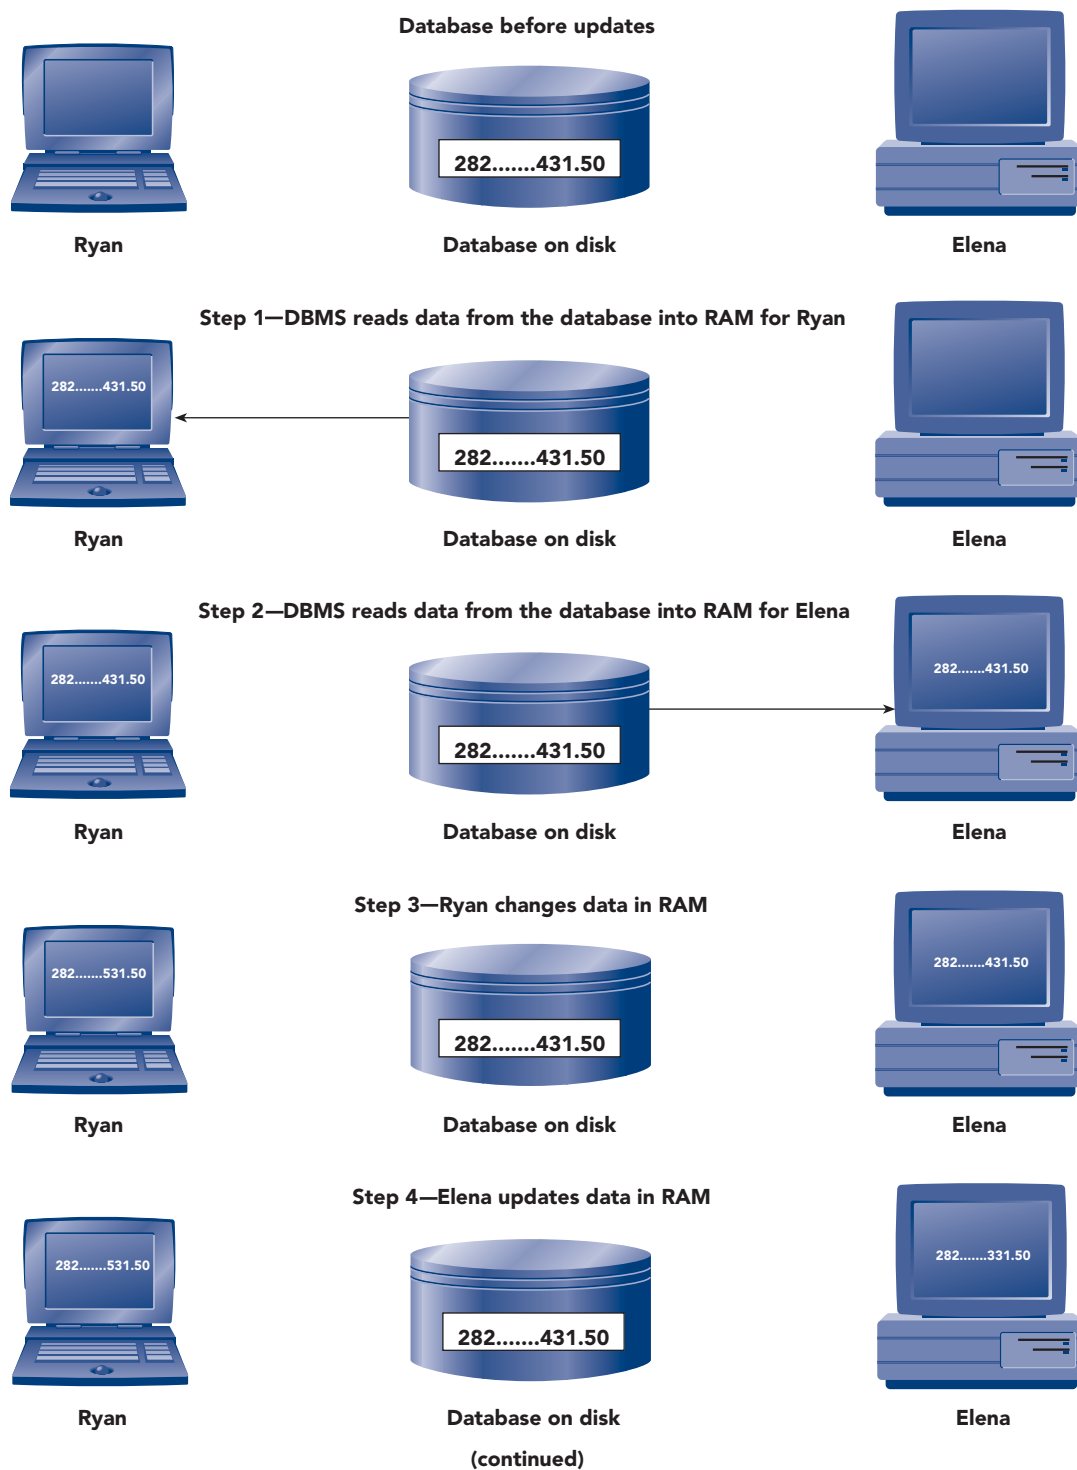 Database before updates
282.......431.50
Ryan
Database on disk
Elena
Step 1—DBMS reads data from the database into RAM for Ryan
282.......431.50
282.......431.50
Ryan
Database on disk
Elena
Step 2—DBMS reads data from the database into RAM for Elena
282.......431.50
282.......431.50
282.......431.50
Ryan
Database on disk
Elena
Step 3—Ryan changes data in RAM
282.......531.50
282.......431.50
282.......431.50
Ryan
Database on disk
Elena
Step 4—Elena updates data in RAM
282.......531.50
282.......431.50
282.......331.50
Ryan
Database on disk
Elena
(continued)